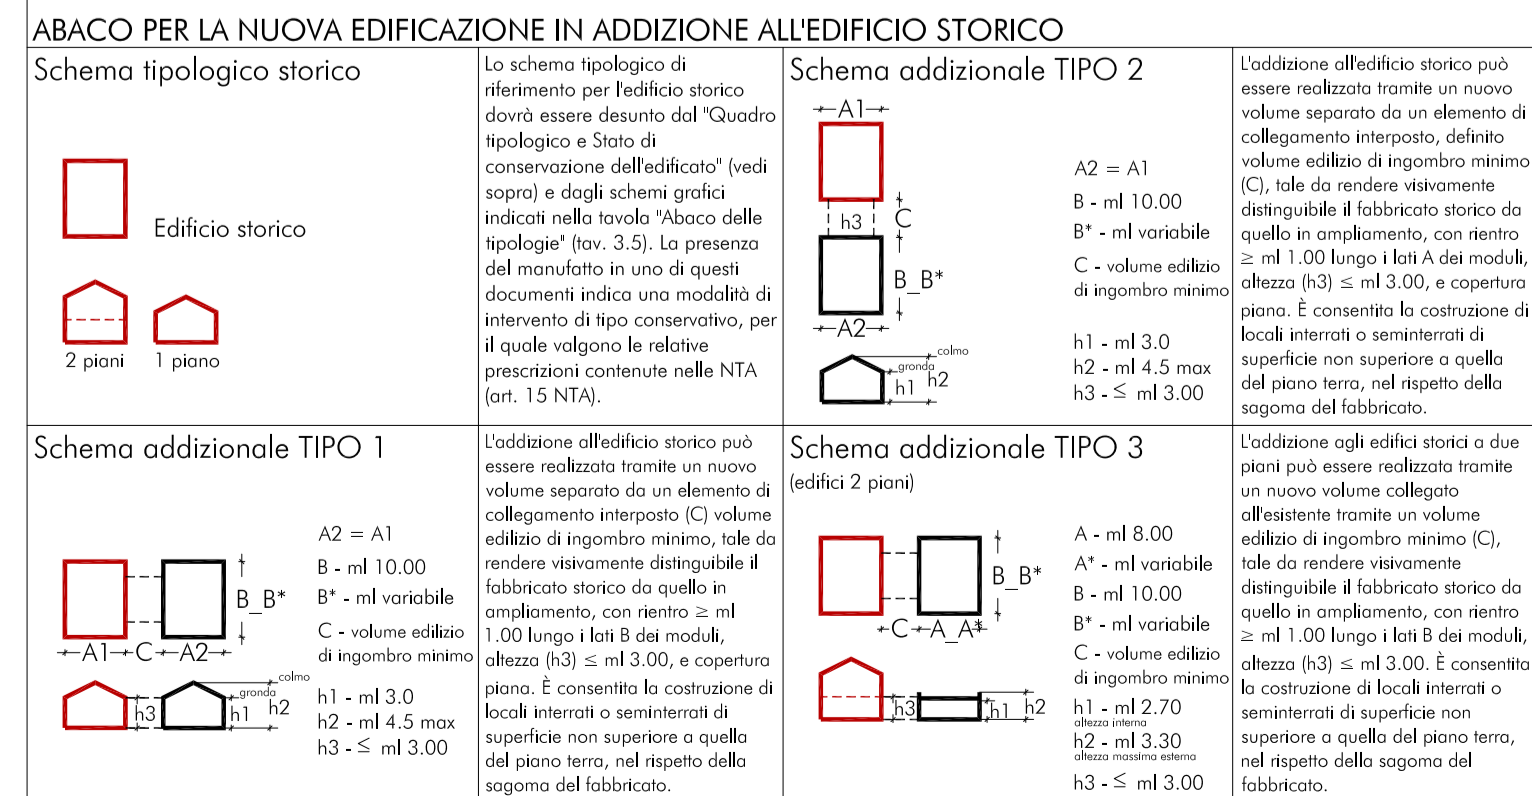 ABACO PER LA NUOVA EDIFICAZIONE IN ADDIZIONE ALL'EDIFICIO STORICO
Schema tipologico storico
Edificio storico
2 piani
1 piano
Lo schema tipologico di
riferimento per l'edificio storico
dovrà essere desunto dal "Quadro
tipologico e Stato di
conservazione dell'edificato" (vedi
sopra) e dagli schemi grafici
indicati nella tavola "Abaco delle
tipologie" (tav. 3.5). La presenza
del manufatto in uno di questi
documenti indica una modalità di
intervento di tipo conservativo, per
il quale valgono le relative
prescrizioni contenute nelle NTA
(art. 15 NTA).
Schema addizionale TIPO 2
A1
h3
C
B_B*
A2
colmo
gronda
h1
h2
A2 = A1
B - ml 10.00
B* - ml variabile
C - volume edilizio
di ingombro minimo
h1 - ml 3.0
h2 - ml 4.5 max
h3 - ≤ ml 3.00
L'addizione all'edificio storico può
essere realizzata tramite un nuovo
volume separato da un elemento di
collegamento interposto, definito
volume edilizio di ingombro minimo
(C), tale da rendere visivamente
distinguibile il fabbricato storico da
quello in ampliamento, con rientro
≥ ml 1.00 lungo i lati A dei moduli,
altezza (h3) ≤ ml 3.00, e copertura
piana. È consentita la costruzione di
locali interrati o seminterrati di
superficie non superiore a quella
del piano terra, nel rispetto della
sagoma del fabbricato.
Schema addizionale TIPO 1
B_B*
A1
C
A2
colmo
gronda
h3
h1
h2
A2 = A1
B - ml 10.00
B* - ml variabile
C - volume edilizio
di ingombro minimo
h1 - ml 3.0
h2 - ml 4.5 max
h3 - ≤ ml 3.00
L'addizione all'edificio storico può
essere realizzata tramite un nuovo
volume separato da un elemento di
collegamento interposto (C) volume
edilizio di ingombro minimo, tale da
rendere visivamente distinguibile il
fabbricato storico da quello in
ampliamento, con rientro ≥ ml
1.00 lungo i lati B dei moduli,
altezza (h3) ≤ ml 3.00, e copertura
piana. È consentita la costruzione di
locali interrati o seminterrati di
superficie non superiore a quella
del piano terra, nel rispetto della
sagoma del fabbricato.
Schema addizionale TIPO 3
(edifici 2 piani)
B_B*
C
A_A*
h3
h1
h2
A - ml 8.00
A* - ml variabile
B - ml 10.00
B* - ml variabile
C - volume edilizio
di ingombro minimo
h1 - ml 2.70
altezza interna
h2 - ml 3.30
altezza massima esterna
h3 - ≤ ml 3.00
L'addizione agli edifici storici a due
piani può essere realizzata tramite
un nuovo volume collegato
all'esistente tramite un volume
edilizio di ingombro minimo (C),
tale da rendere visivamente
distinguibile il fabbricato storico da
quello in ampliamento, con rientro
≥ ml 1.00 lungo i lati B dei moduli,
altezza (h3) ≤ ml 3.00. È consentita
la costruzione di locali interrati o
seminterrati di superficie non
superiore a quella del piano terra,
nel rispetto della sagoma del
fabbricato.